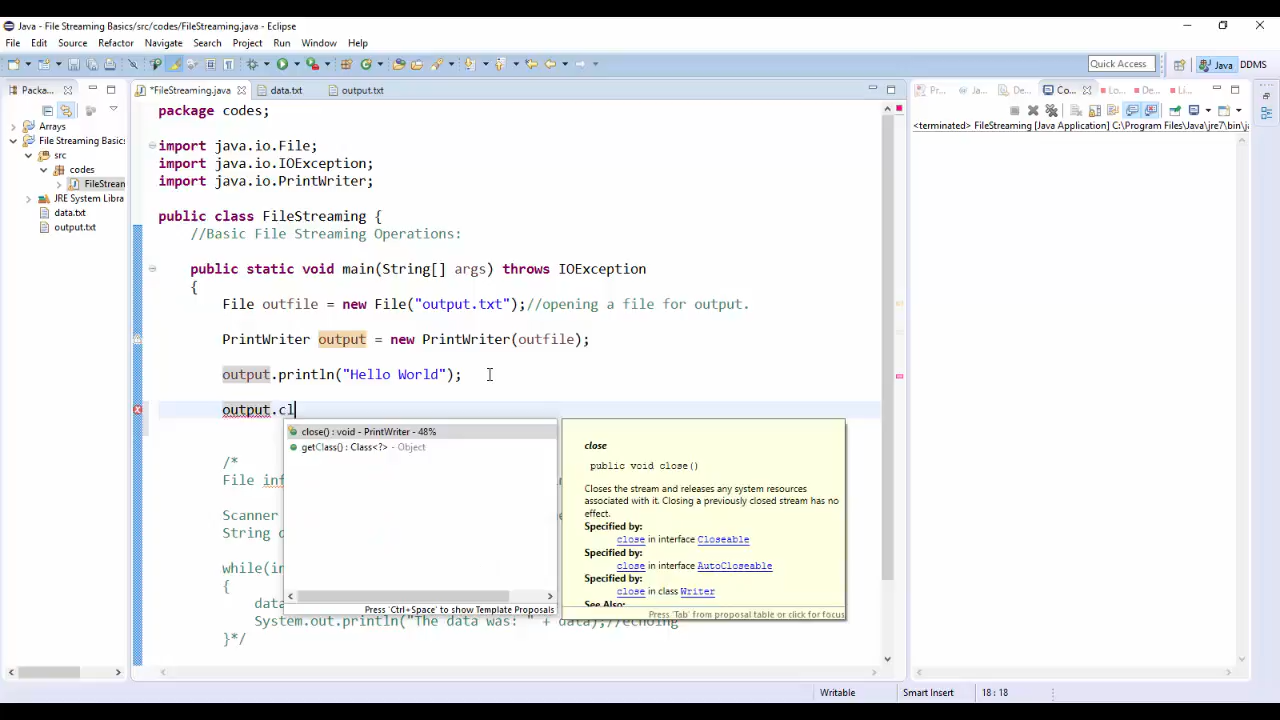 Java - File Streaming Basics/src/codes/FileStreaming.java - Eclipse
File Edit Source Refactor Navigate Search Project Run Window Help
Quick Access Java DDMS
Packa...
*FileStreaming.java data.txt output.txt
Pr... Ja... De... Co... Lo... De... Li...
Arrays
File Streaming Basics
src
codes
FileStrean
JRE System Libra
data.txt
output.txt
package codes;
import java.io.File;
import java.io.IOException;
import java.io.PrintWriter;
public class FileStreaming {
//Basic File Streaming Operations:
public static void main(String[] args) throws IOException
{
File outfile = new File("output.txt");//opening a file for output.
PrintWriter output = new PrintWriter(outfile);
output.println("Hello World");
output.cl
/*
File inf
Scanner
String d
while(in
{
data
System.out.println("The data was: " + data);//echoing
}*/
close() : void - PrintWriter - 48%
getClass() : Class<?> - Object
Press 'Ctrl+Space' to show Template Proposals
close
public void close()
Closes the stream and releases any system resources
associated with it. Closing a previously closed stream has no
effect.
Specified by:
close in interface Closeable
Specified by:
close in interface AutoCloseable
Specified by:
close in class Writer
See Also:
Press 'Tab' from proposal table or click for focus
<terminated> FileStreaming [Java Application] C:\Program Files\Java\jre7\bin\j
Writable Smart Insert 18 : 18